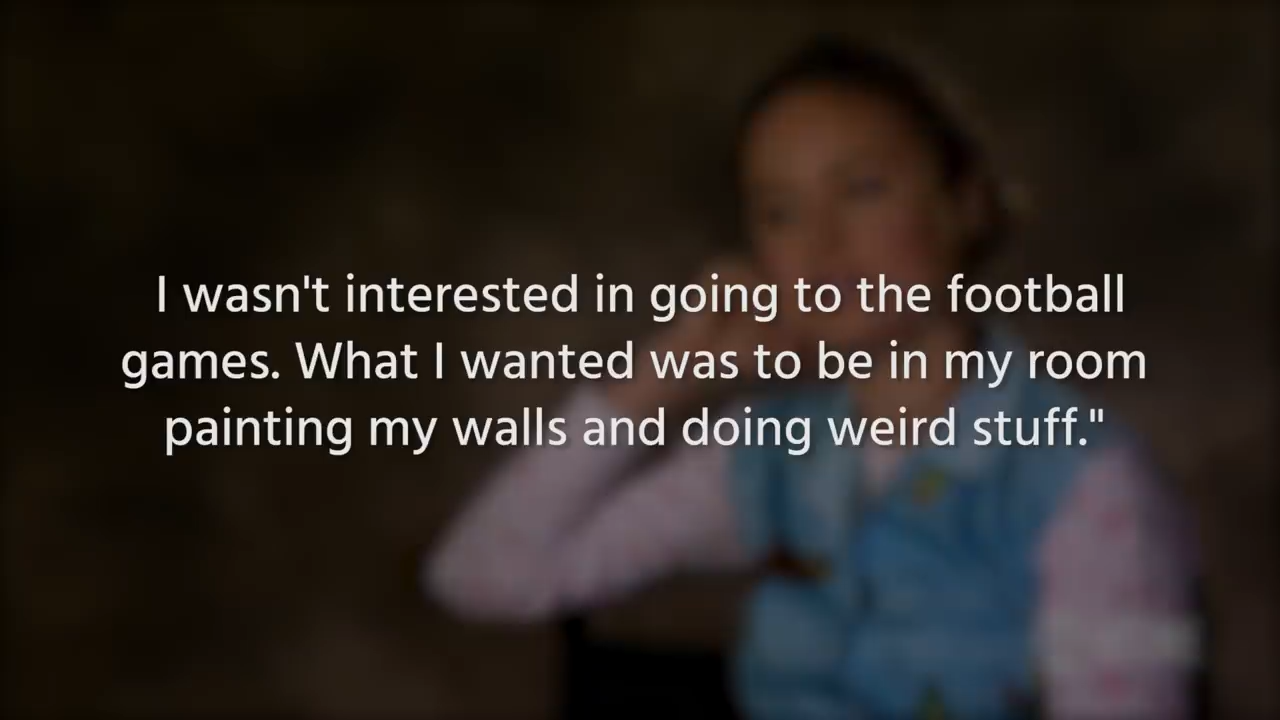 I wasn't interested in going to the football
games. What I wanted was to be in my room
painting my walls and doing weird stuff."